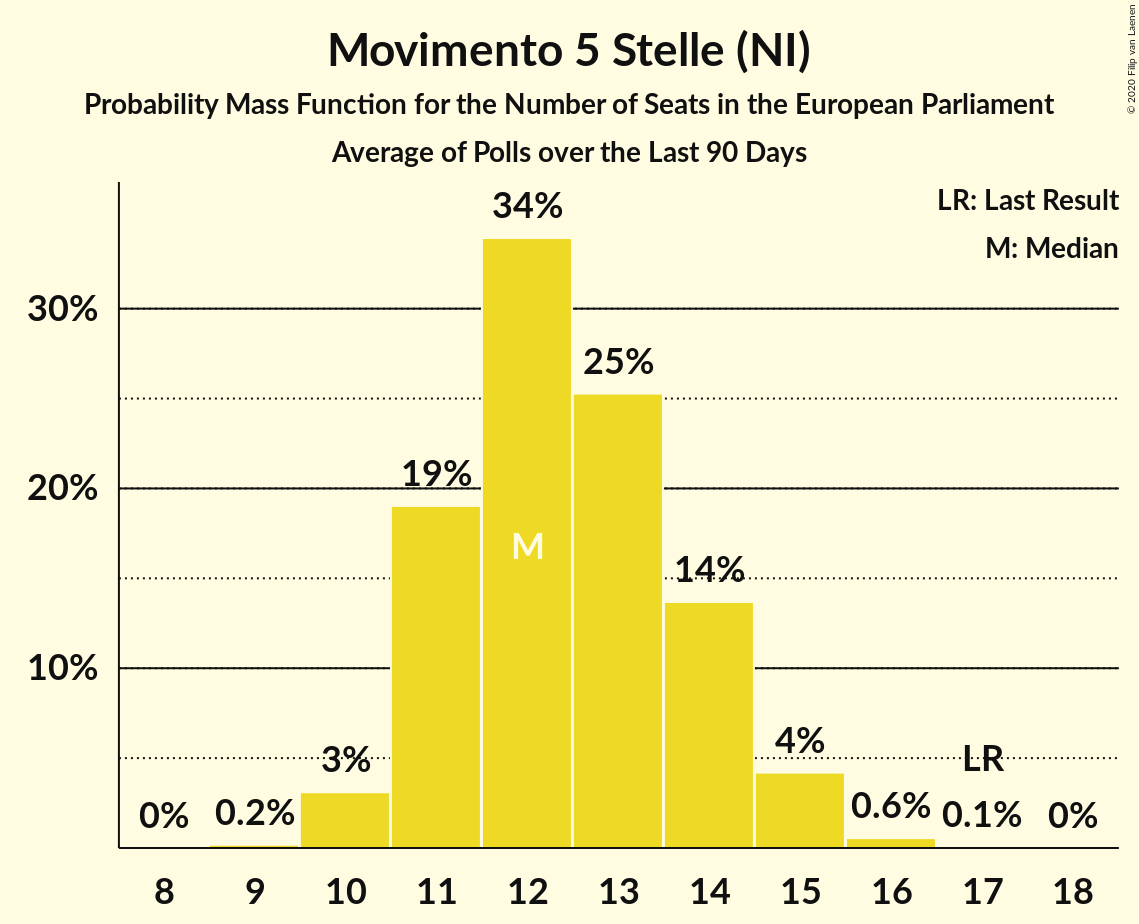 Movimento 5 Stelle (NI)
Probability Mass Function for the Number of Seats in the European Parliament
Average of Polls over the Last 90 Days
© 2020 Filip van Laenen
LR: Last Result
M: Median
34%
30%
25%
20%
19%
M
14%
10%
3%
4%
LR
0%
0.2%
0.6%
0.1%
0%
8 9 10 11 12 13 14 15 16 17 18